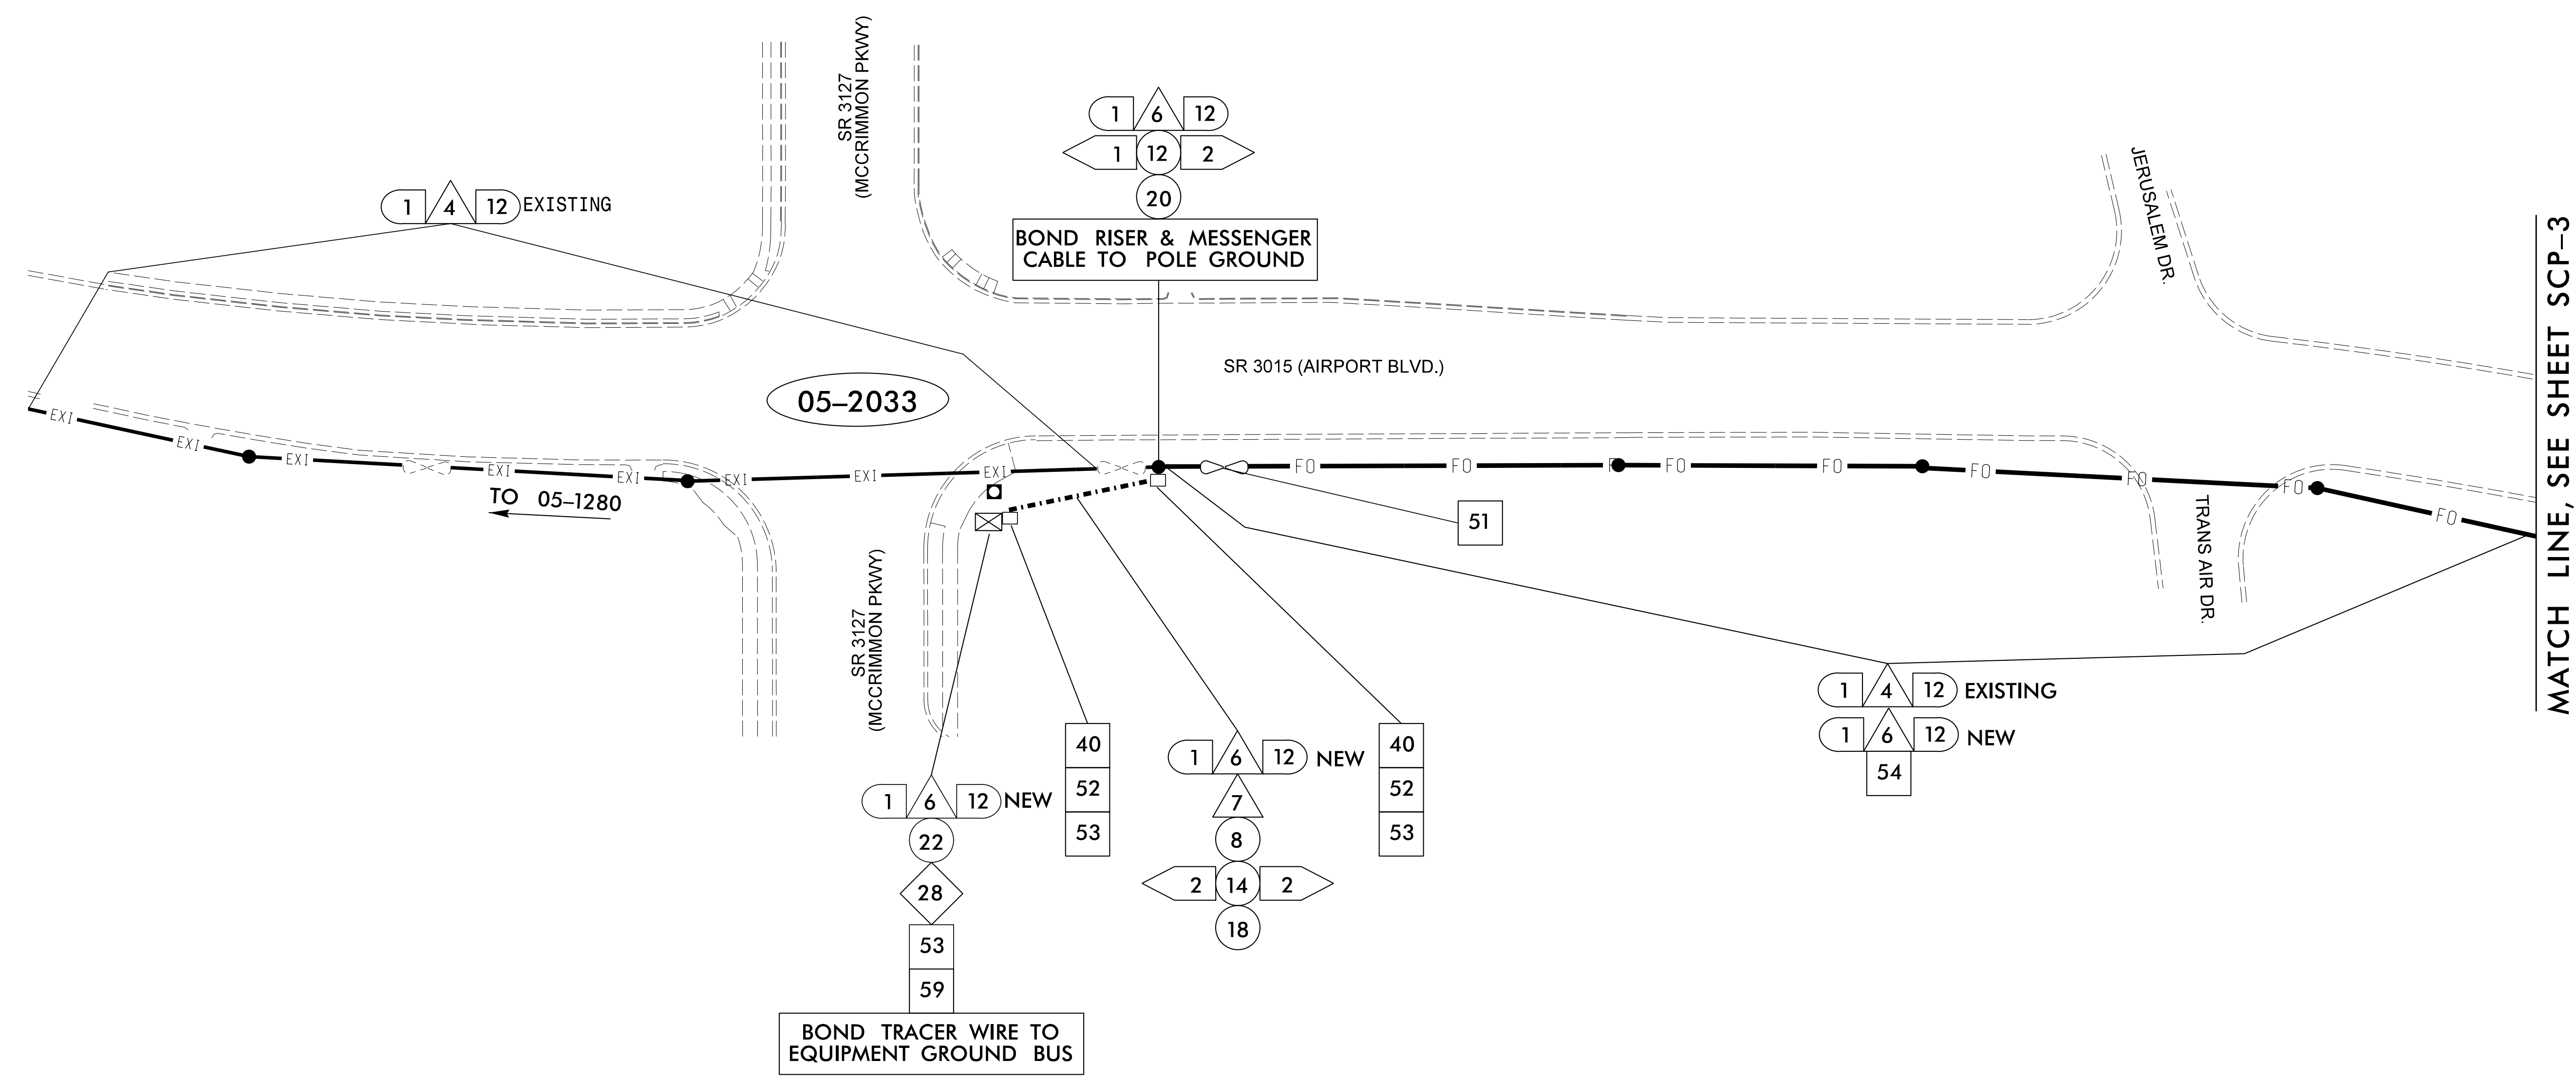 SR 3127
(MCCRIMMON PKWY)
1 6 12
1 12 2
20
BOND RISER & MESSENGER
CABLE TO POLE GROUND
1 4 12 EXISTING
JERUSALEM DR.
SR 3015 (AIRPORT BLVD.)
05-2033
EXI EXI EXI EXI EXI EXI EXI EXI FO FO FO FO FO FO FO FO
TO 05-1280
51
TRANS AIR DR.
MATCH LINE, SEE SHEET SCP-3
SR 3127
(MCCRIMMON PKWY)
1 6 12 NEW
22
28
53
59
BOND TRACER WIRE TO
EQUIPMENT GROUND BUS
40
52
53
1 6 12 NEW
7
8
2 14 2
18
40
52
53
1 4 12 EXISTING
1 6 12 NEW
54